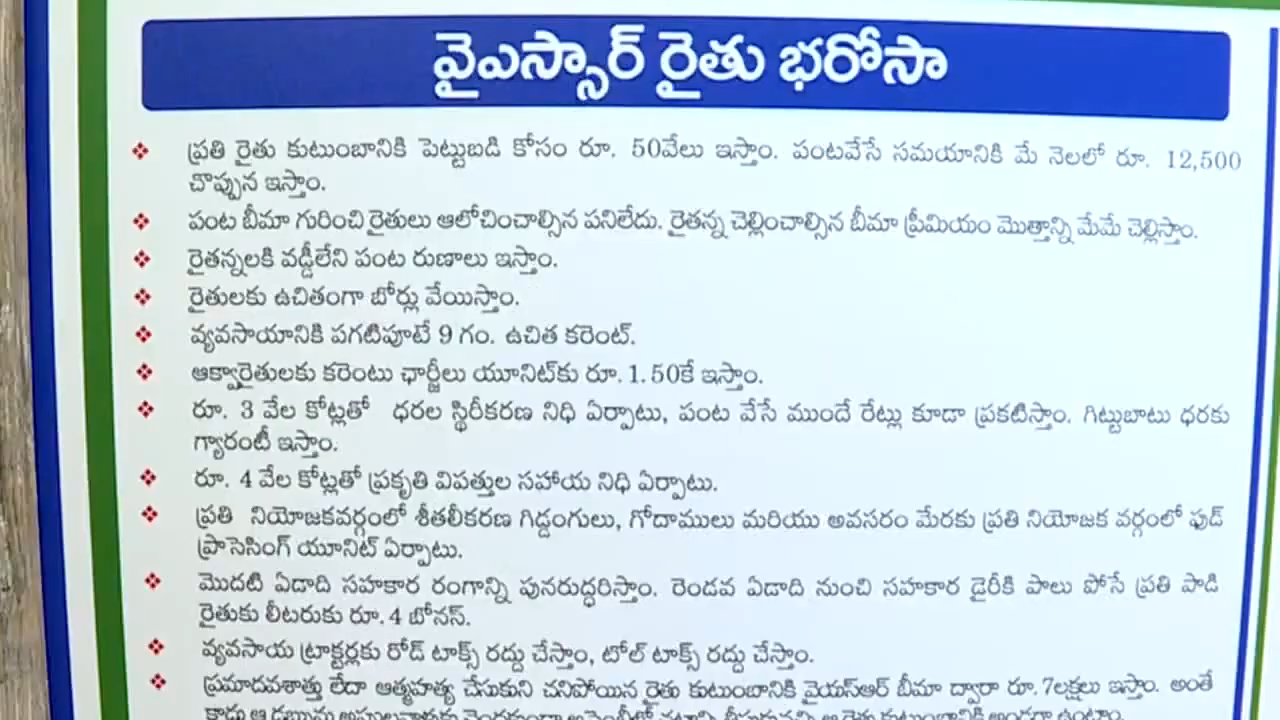 వైఎస్సార్ రైతు భరోసా
ప్రతి రైతు కుటుంబానికి పెట్టుబడి కోసం రూ. 50వేలు ఇస్తాం. పంటవేసే సమయానికి మే నెలలో రూ. 12,500
చొప్పున ఇస్తాం.
పంట బీమా గురించి రైతులు ఆలోచించాల్సిన పనిలేదు. రైతన్న చెల్లించాల్సిన బీమా ప్రీమియం మొత్తాన్ని మేమే చెల్లిస్తాం.
రైతన్నలకి వడ్డీలేని పంట రుణాలు ఇస్తాం.
రైతులకు ఉచితంగా బోర్లు వేయిస్తాం.
వ్యవసాయానికి పగటిపూటే 9 గం. ఉచిత కరెంట్.
ఆక్వారైతులకు కరెంటు ఛార్జీలు యూనిట్‌కు రూ. 1. 50కే ఇస్తాం.
రూ. 3 వేల కోట్లతో ధరల స్థిరీకరణ నిధి ఏర్పాటు, పంట వేసే ముందే రేట్లు కూడా ప్రకటిస్తాం. గిట్టుబాటు ధరకు
గ్యారంటీ ఇస్తాం.
రూ. 4 వేల కోట్లతో ప్రకృతి విపత్తుల సహాయ నిధి ఏర్పాటు.
ప్రతి నియోజకవర్గంలో శీతలీకరణ గిడ్డంగులు, గోదాములు మరియు అవసరం మేరకు ప్రతి నియోజక వర్గంలో ఫుడ్
ప్రాసెసింగ్ యూనిట్ ఏర్పాటు.
మొదటి ఏడాది సహకార రంగాన్ని పునరుద్ధరిస్తాం. రెండవ ఏడాది నుంచి సహకార డైరీకి పాలు పోసే ప్రతి పాడి
రైతుకు లీటరుకు రూ. 4 బోనస్.
వ్యవసాయ ట్రాక్టర్లకు రోడ్ టాక్స్ రద్దు చేస్తాం, టోల్ టాక్స్ రద్దు చేస్తాం.
ప్రమాదవశాత్తు లేదా ఆత్మహత్య చేసుకుని చనిపోయిన రైతు కుటుంబానికి వైయస్ఆర్ బీమా ద్వారా రూ. 7లక్షలు ఇస్తాం. అంతే